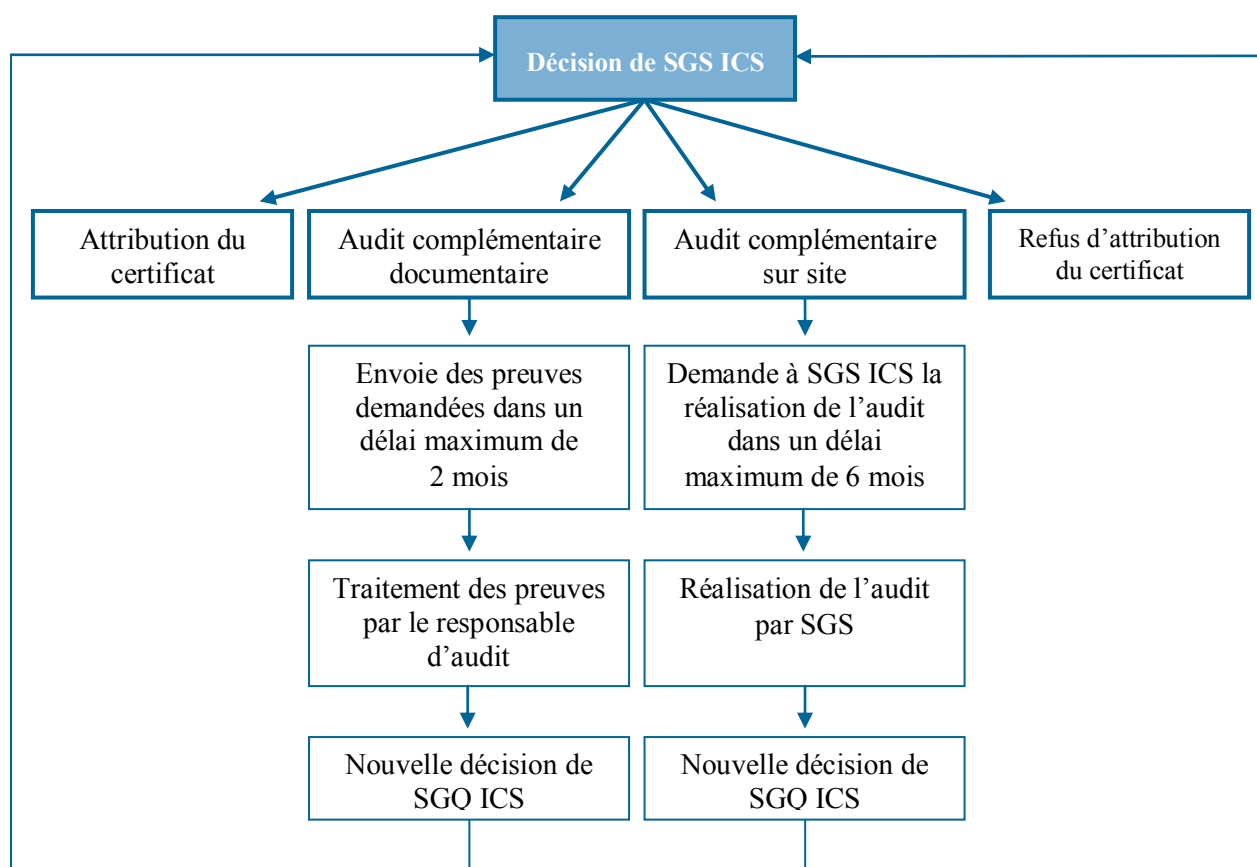 Décision de SGS ICS
Attribution du
certificat
Audit complémentaire
documentaire
Audit complémentaire
sur site
Refus d’attribution
du certificat
Envoie des preuves
demandées dans un
délai maximum de
2 mois
Demande à SGS ICS la
réalisation de l’audit
dans un délai
maximum de 6 mois
Traitement des preuves
par le responsable
d’audit
Réalisation de l’audit
par SGS
Nouvelle décision de
SGQ ICS
Nouvelle décision de
SGQ ICS